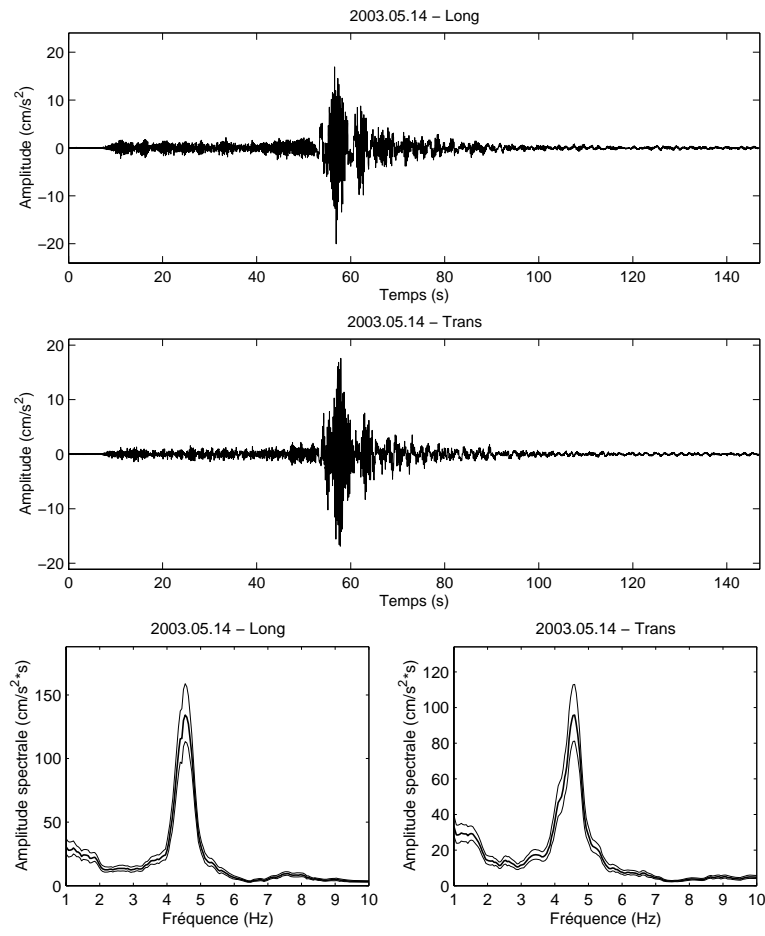 2003.05.14 – Long
20
10
0
−10
−20
Amplitude (cm/s²)
0 20 40 60 80 100 120 140
Temps (s)
2003.05.14 – Trans
20
10
0
−10
−20
Amplitude (cm/s²)
0 20 40 60 80 100 120 140
Temps (s)
2003.05.14 – Long
150
100
50
0
Amplitude spectrale (cm/s²*s)
1 2 3 4 5 6 7 8 9 10
Fréquence (Hz)
2003.05.14 – Trans
120
100
80
60
40
20
0
Amplitude spectrale (cm/s²*s)
1 2 3 4 5 6 7 8 9 10
Fréquence (Hz)